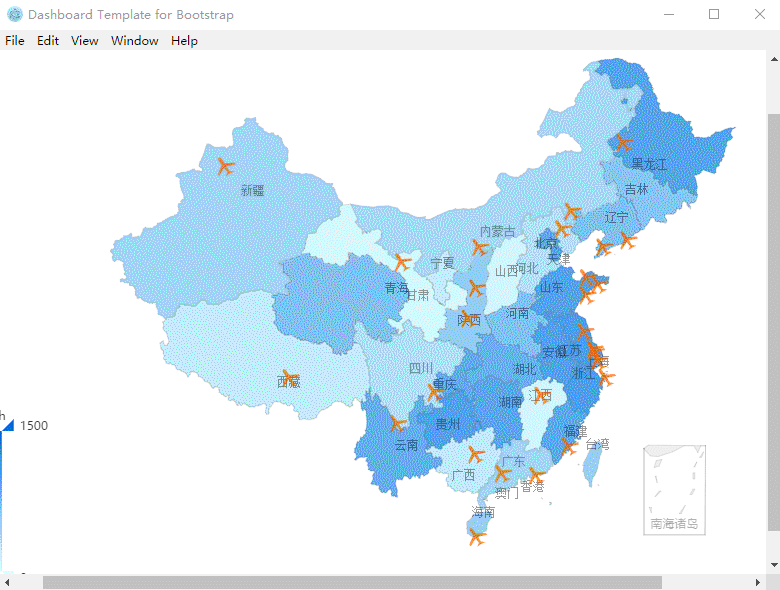 Dashboard Template for Bootstrap
File Edit View Window Help
黑龙江
吉林
新疆
辽宁
内蒙古
北京
天津
宁夏
山西
河北
青海
甘肃
山东
陕西
河南
安徽
江苏
上海
四川
湖北
浙江
西藏
重庆
江西
湖南
h
1500
贵州
福建
云南
台湾
广东
广西
香港
澳门
海南
南海诸岛